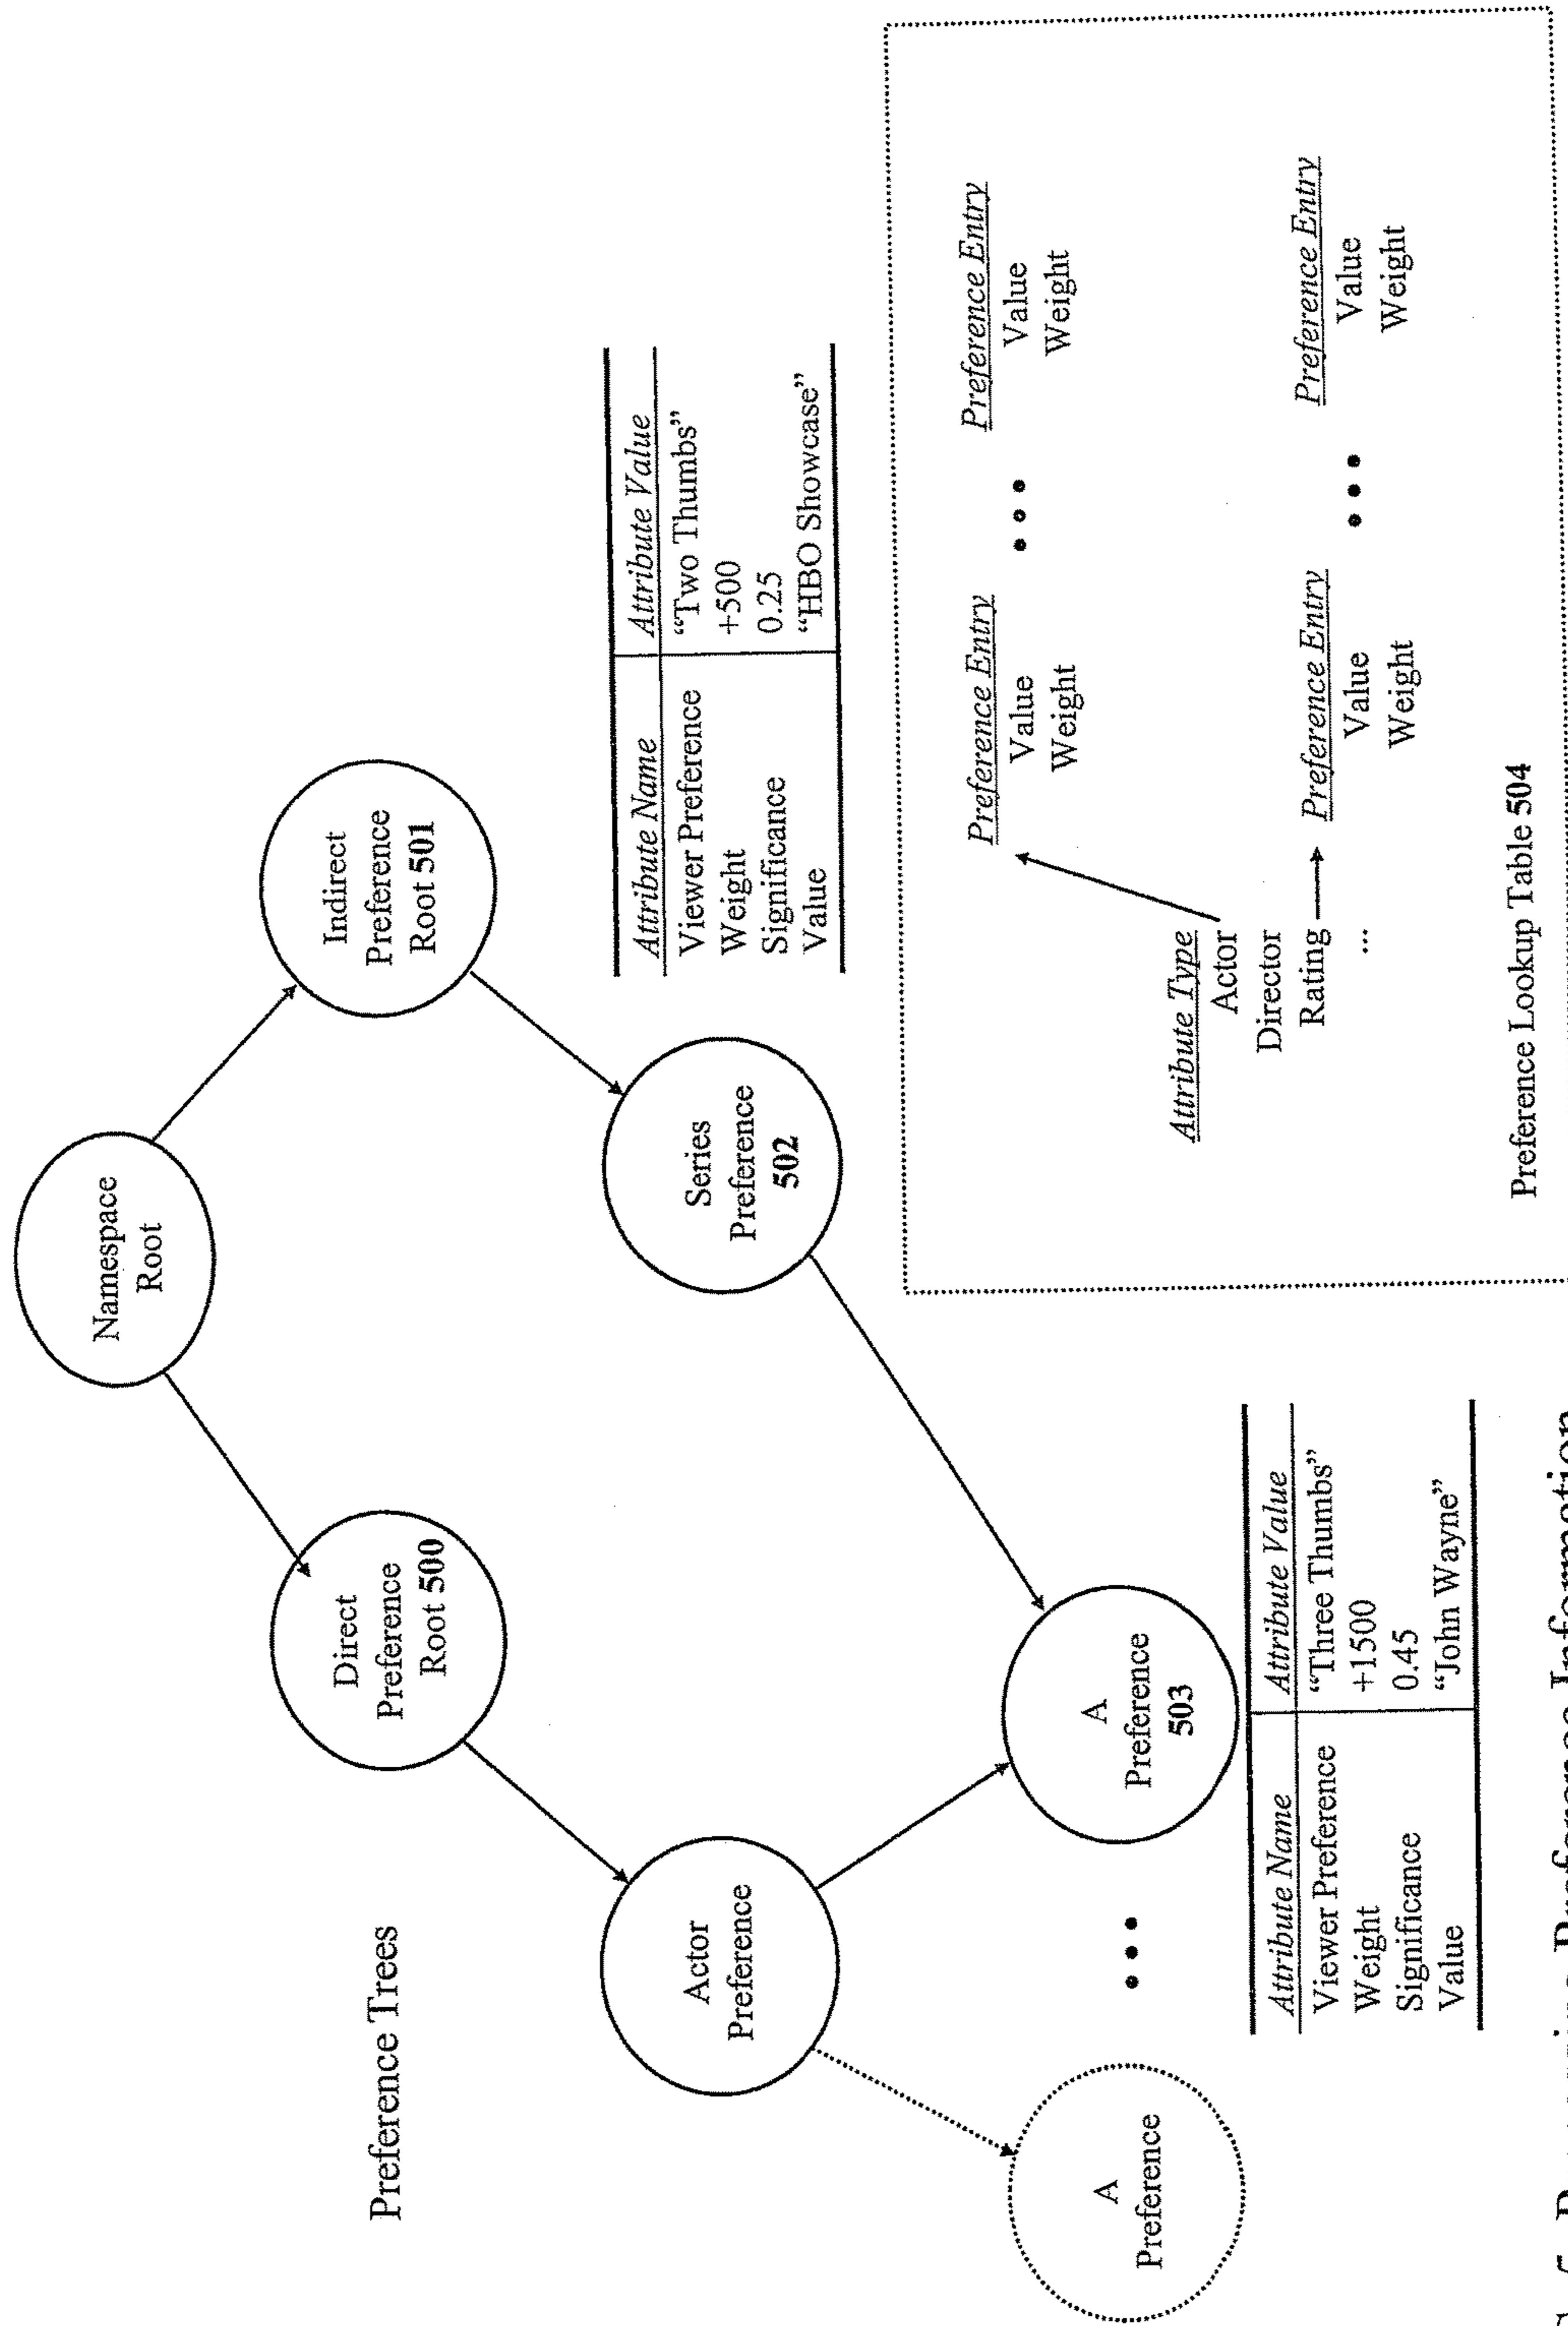 Preference Trees
Namespace
Root
Direct
Preference
Root 500
Indirect
Preference
Root 501
Actor
Preference
Series
Preference
502
Attribute Name Attribute Value
Viewer Preference “Two Thumbs”
Weight +500
Significance 0.25
Value “HBO Showcase”
A
Preference
...
A
Preference
503
Attribute Name Attribute Value
Viewer Preference “Three Thumbs”
Weight +1500
Significance 0.45
Value “John Wayne”
Attribute Type
Actor
Director
Rating
...
Preference Entry
Value
Weight
...
Preference Entry
Value
Weight
Preference Entry
Value
Weight
...
Preference Entry
Value
Weight
Preference Lookup Table 504
Preference Information